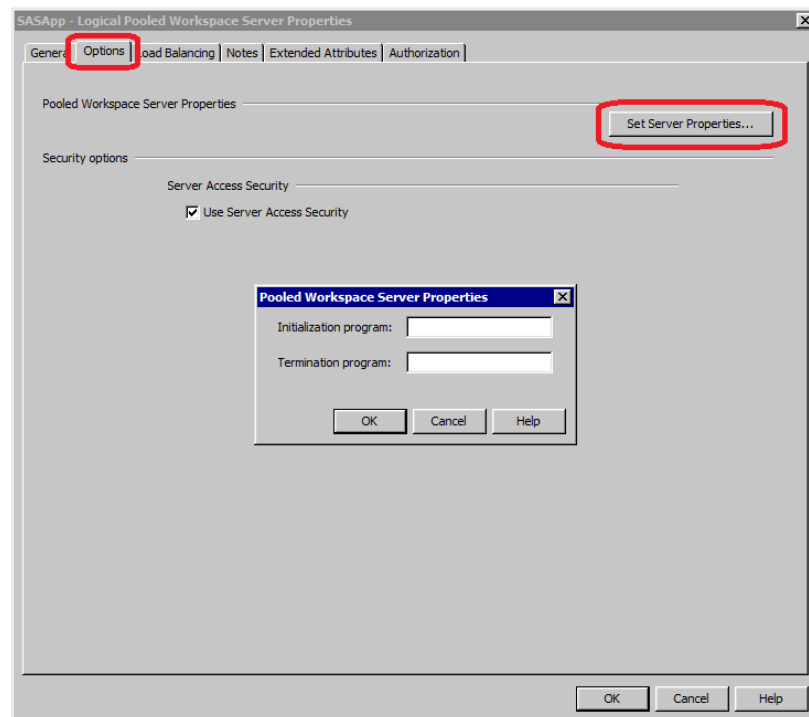 SASApp - Logical Pooled Workspace Server Properties
General Options Load Balancing Notes Extended Attributes Authorization
Pooled Workspace Server Properties
Set Server Properties...
Security options
Server Access Security
Use Server Access Security
Pooled Workspace Server Properties
Initialization program:
Termination program:
OK Cancel Help
OK Cancel Help